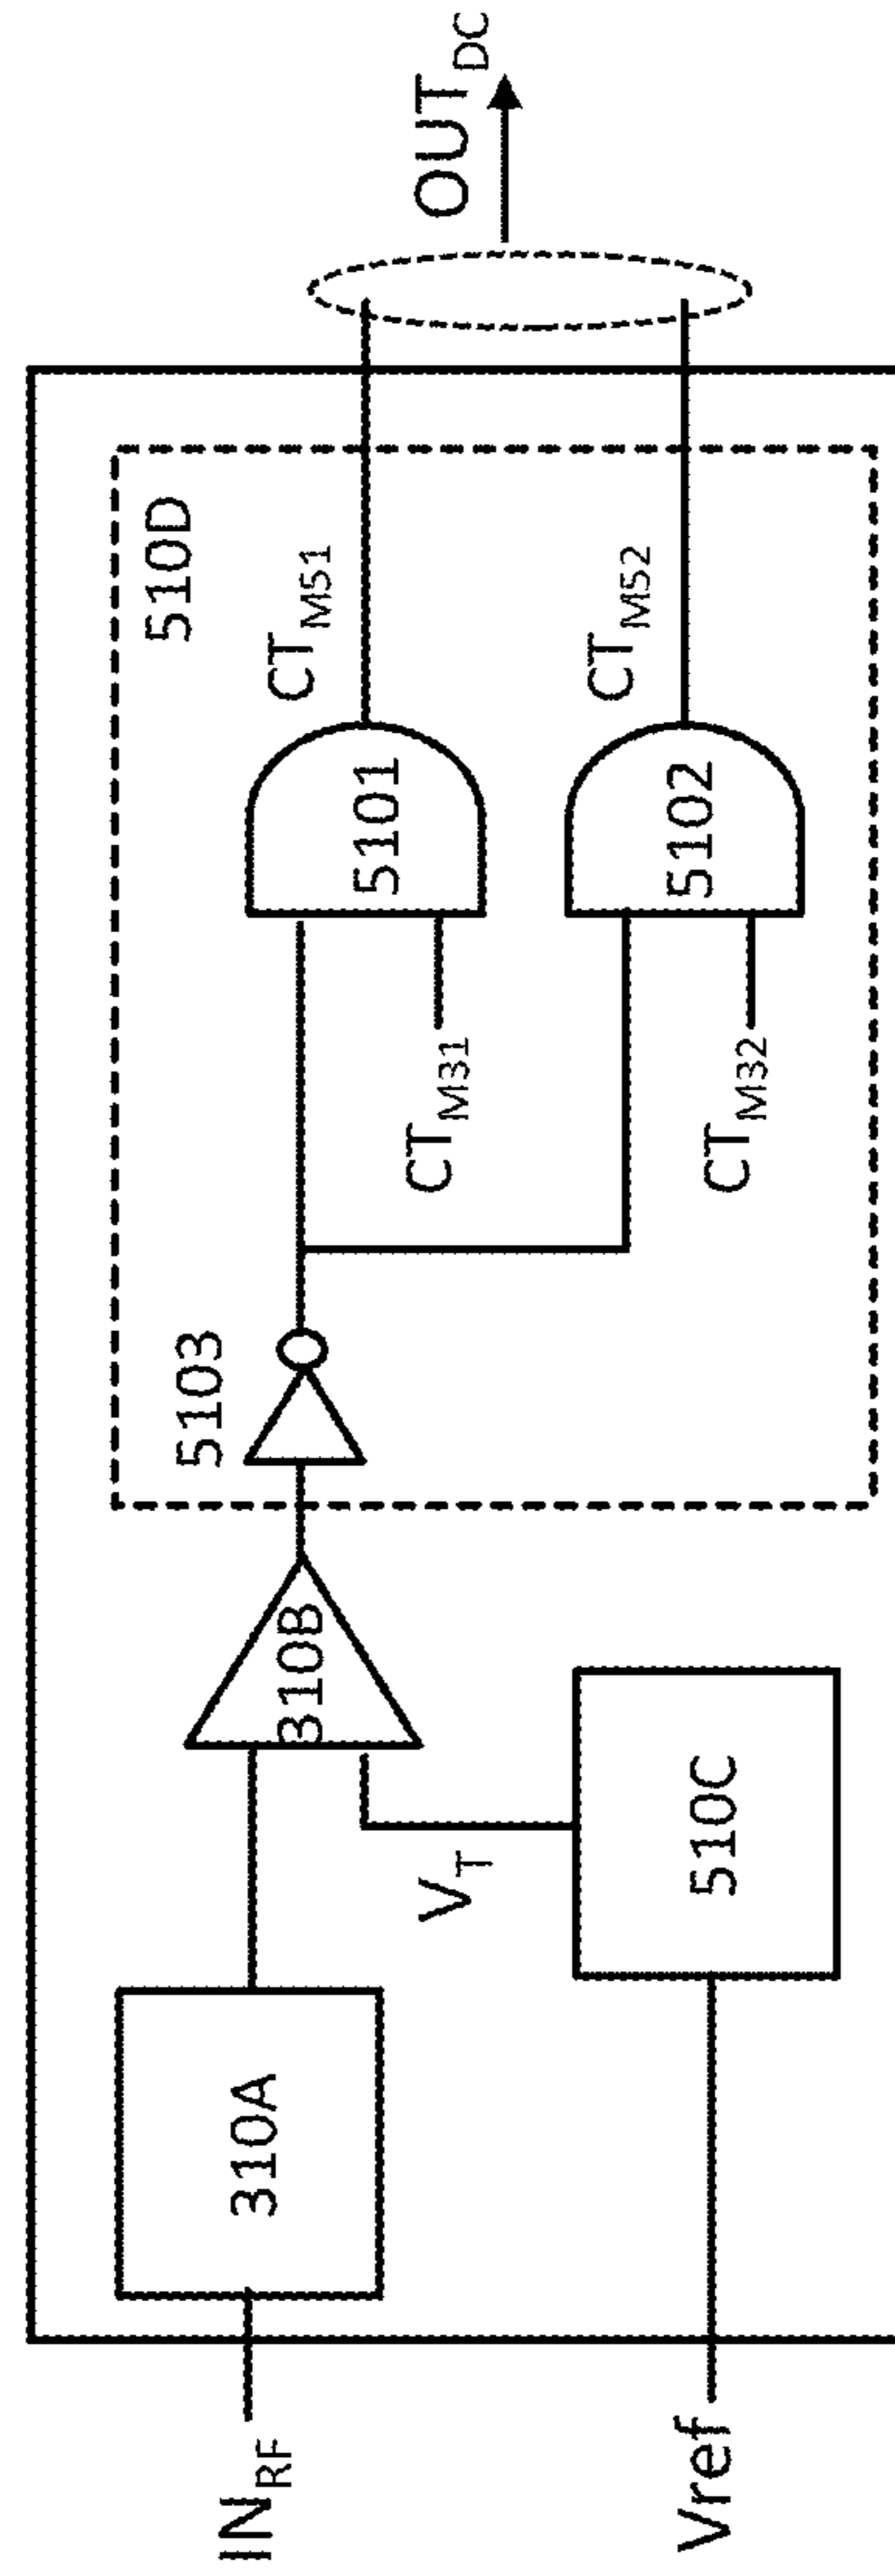 IN_RF
Vref
310A
V_T
510C
310B
5103
510D
CT_M31
5101
CT_M51
CT_M32
5102
CT_M52
OUT_DC